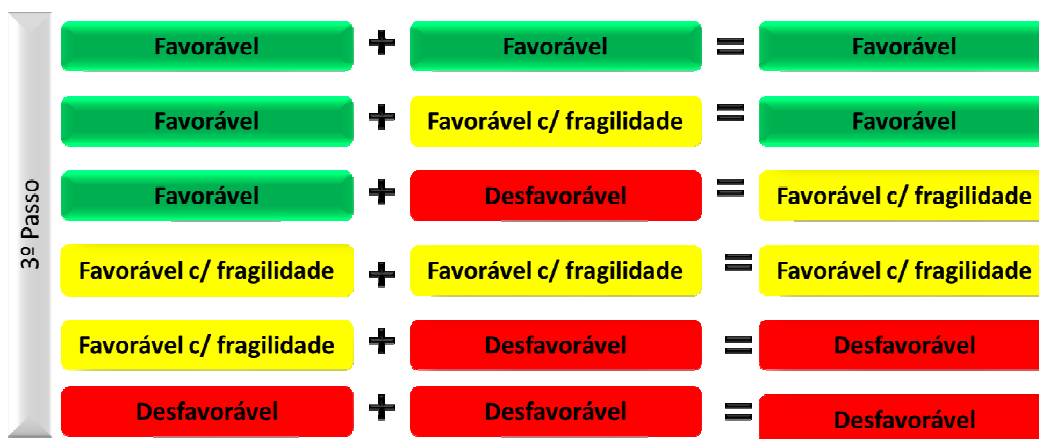 3º Passo
Favorável + Favorável = Favorável
Favorável + Favorável c/ fragilidade = Favorável
Favorável + Desfavorável = Favorável c/ fragilidade
Favorável c/ fragilidade + Favorável c/ fragilidade = Favorável c/ fragilidade
Favorável c/ fragilidade + Desfavorável = Desfavorável
Desfavorável + Desfavorável = Desfavorável